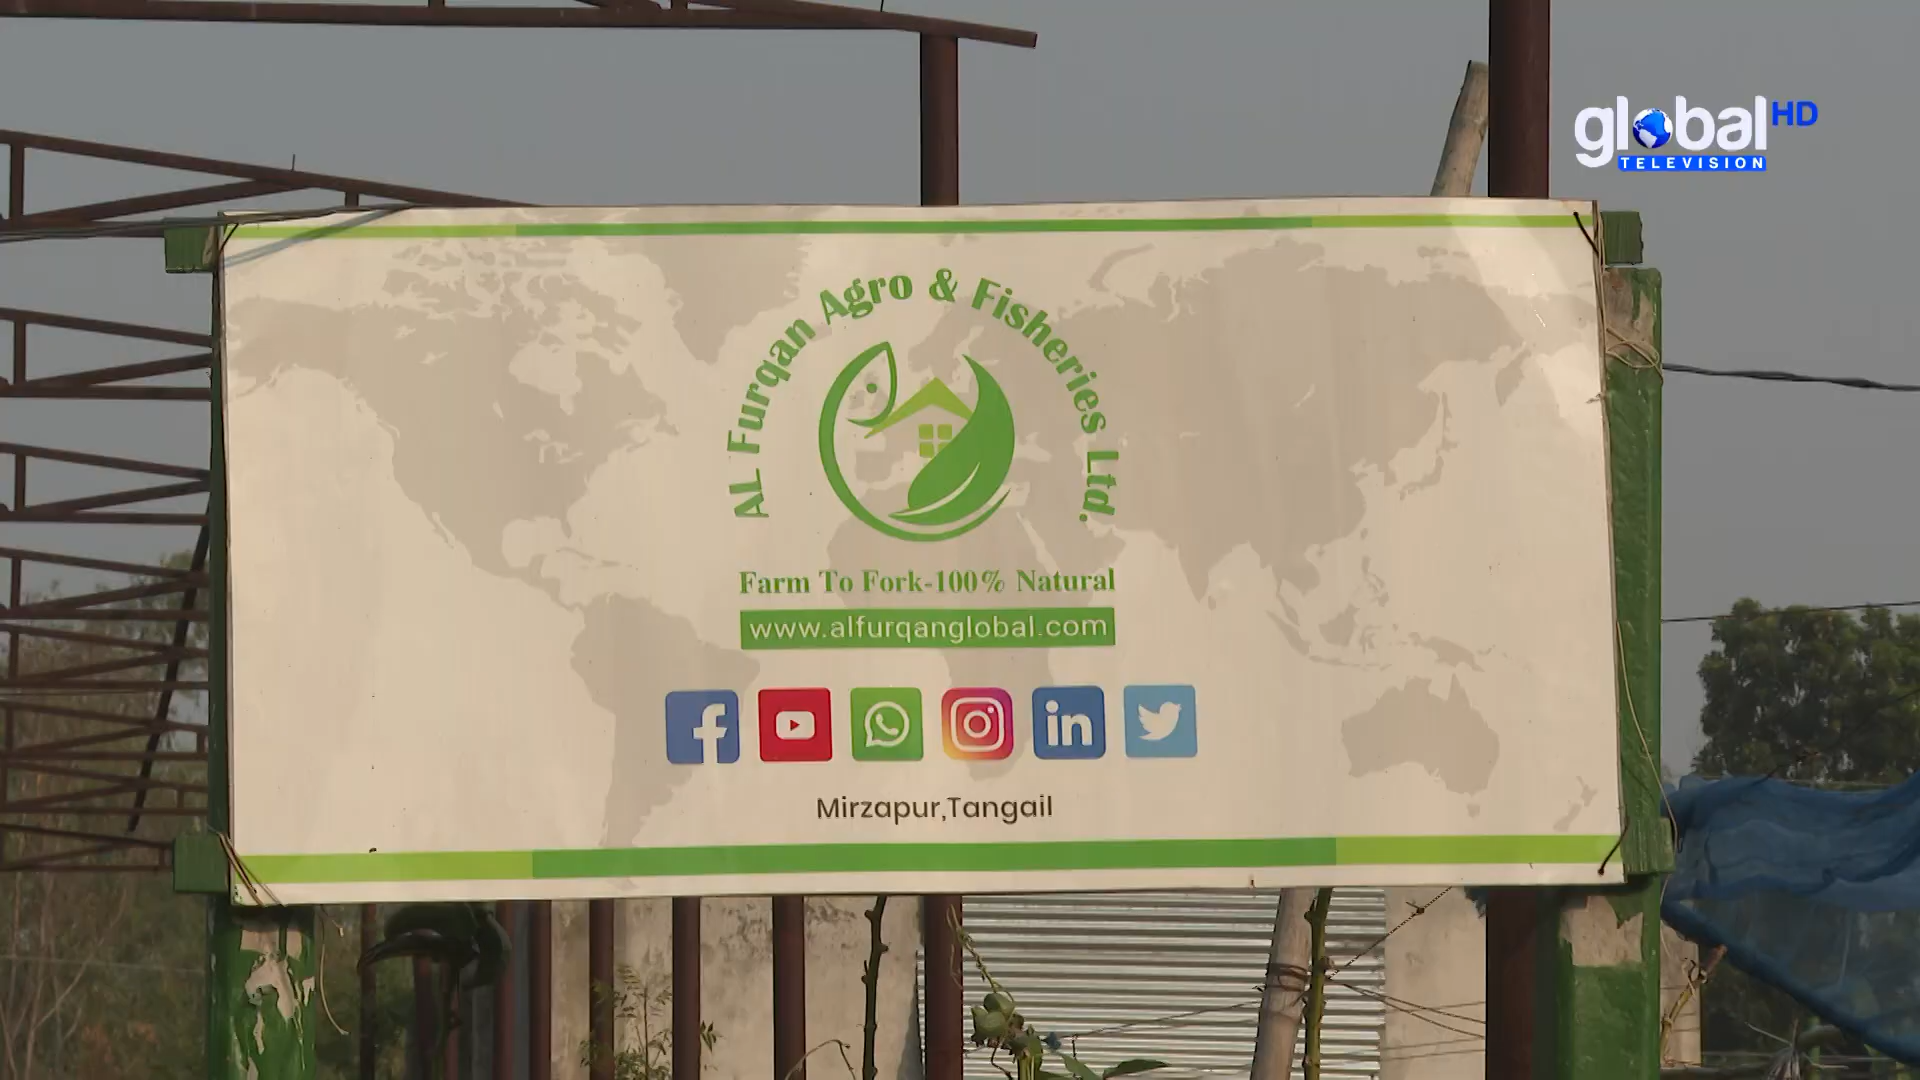 global HD
TELEVISION
AL Furqan Agro & Fisheries Ltd.
Farm To Fork-100% Natural
www.alfurqanglobal.com
Mirzapur,Tangail